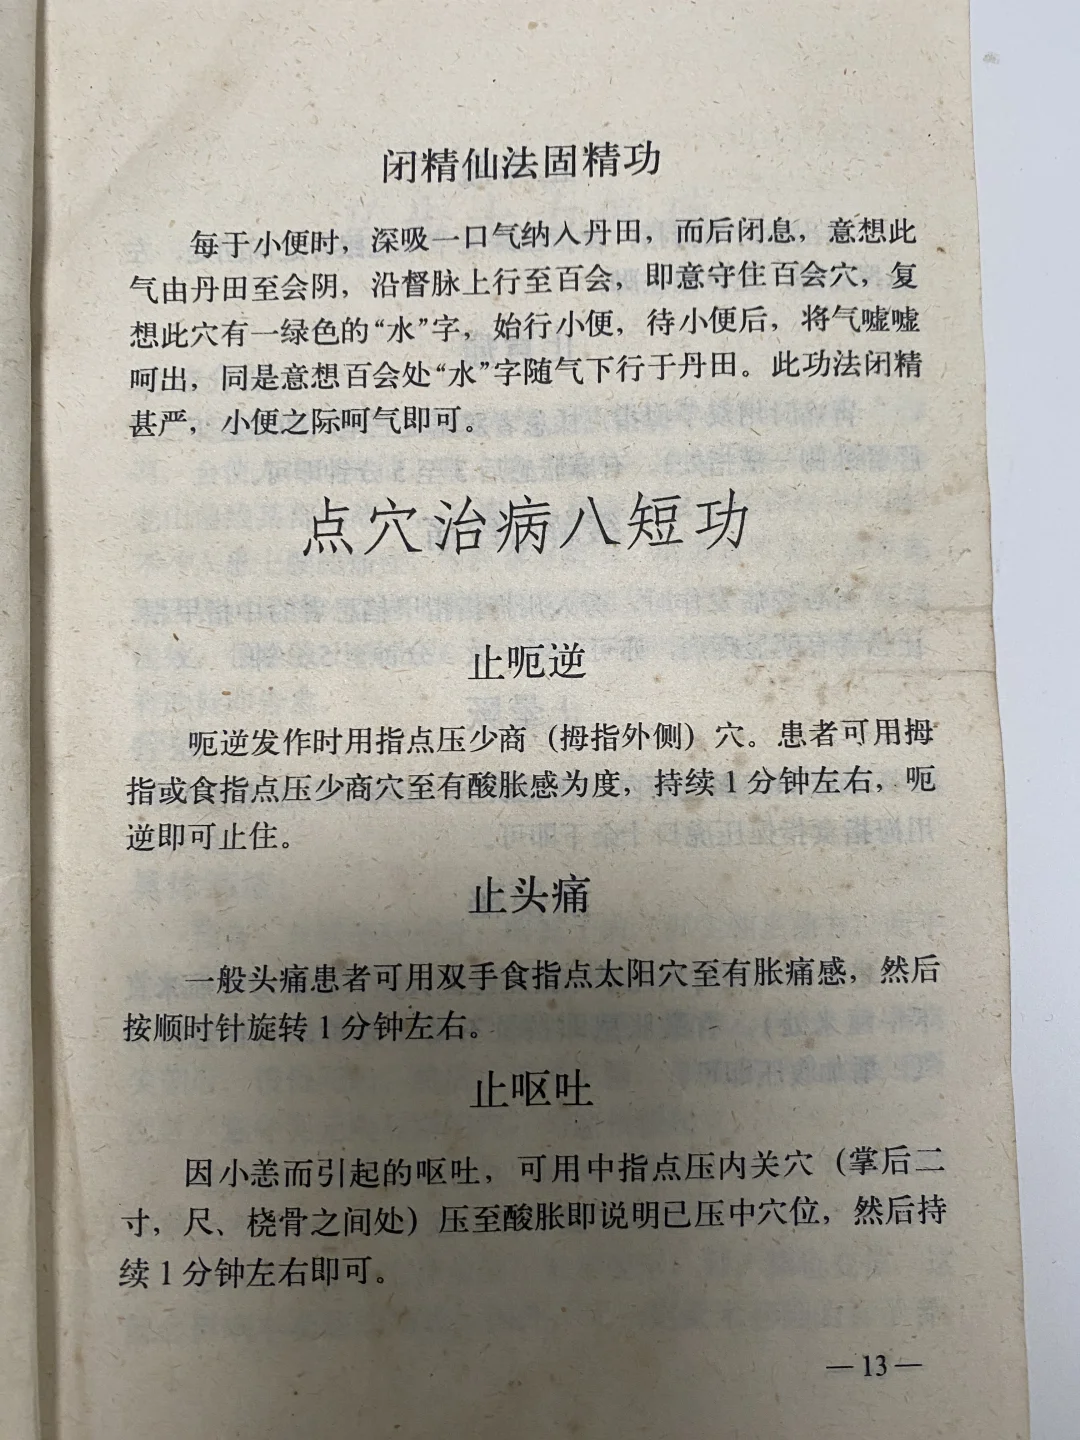 闭精仙法固精功
每于小便时，深吸一口气纳入丹田，而后闭息，意想此
气由丹田至会阴，沿督脉上行至百会，即意守住百会穴，复
想此穴有一绿色的“水”字，始行小便，待小便后，将气嘘嘘
呵出，同是意想百会处“水”字随气下行于丹田。此功法闭精
甚严，小便之际呵气即可。
点穴治病八短功
止呃逆
呃逆发作时用指点压少商（拇指外侧）穴。患者可用拇
指或食指点压少商穴至有酸胀感为度，持续1分钟左右，呃
逆即可止住。
止头痛
一般头痛患者可用双手食指点太阳穴至有胀痛感，然后
按顺时针旋转1分钟左右。
止呕吐
因小恙而引起的呕吐，可用中指点压内关穴（掌后二
寸，尺、桡骨之间处）压至酸胀即说明已压中穴位，然后持
续1分钟左右即可。
—13—